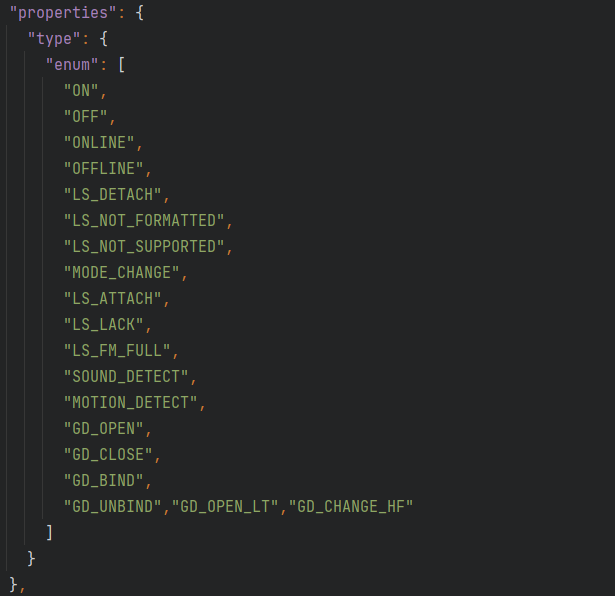 "properties": {
"type": {
"enum": [
"ON",
"OFF",
"ONLINE",
"OFFLINE",
"LS_DETACH",
"LS_NOT_FORMATTED",
"LS_NOT_SUPPORTED",
"MODE_CHANGE",
"LS_ATTACH",
"LS_LACK",
"LS_FM_FULL",
"SOUND_DETECT",
"MOTION_DETECT",
"GD_OPEN",
"GD_CLOSE",
"GD_BIND",
"GD_UNBIND","GD_OPEN_LT","GD_CHANGE_HF"
]
}
},